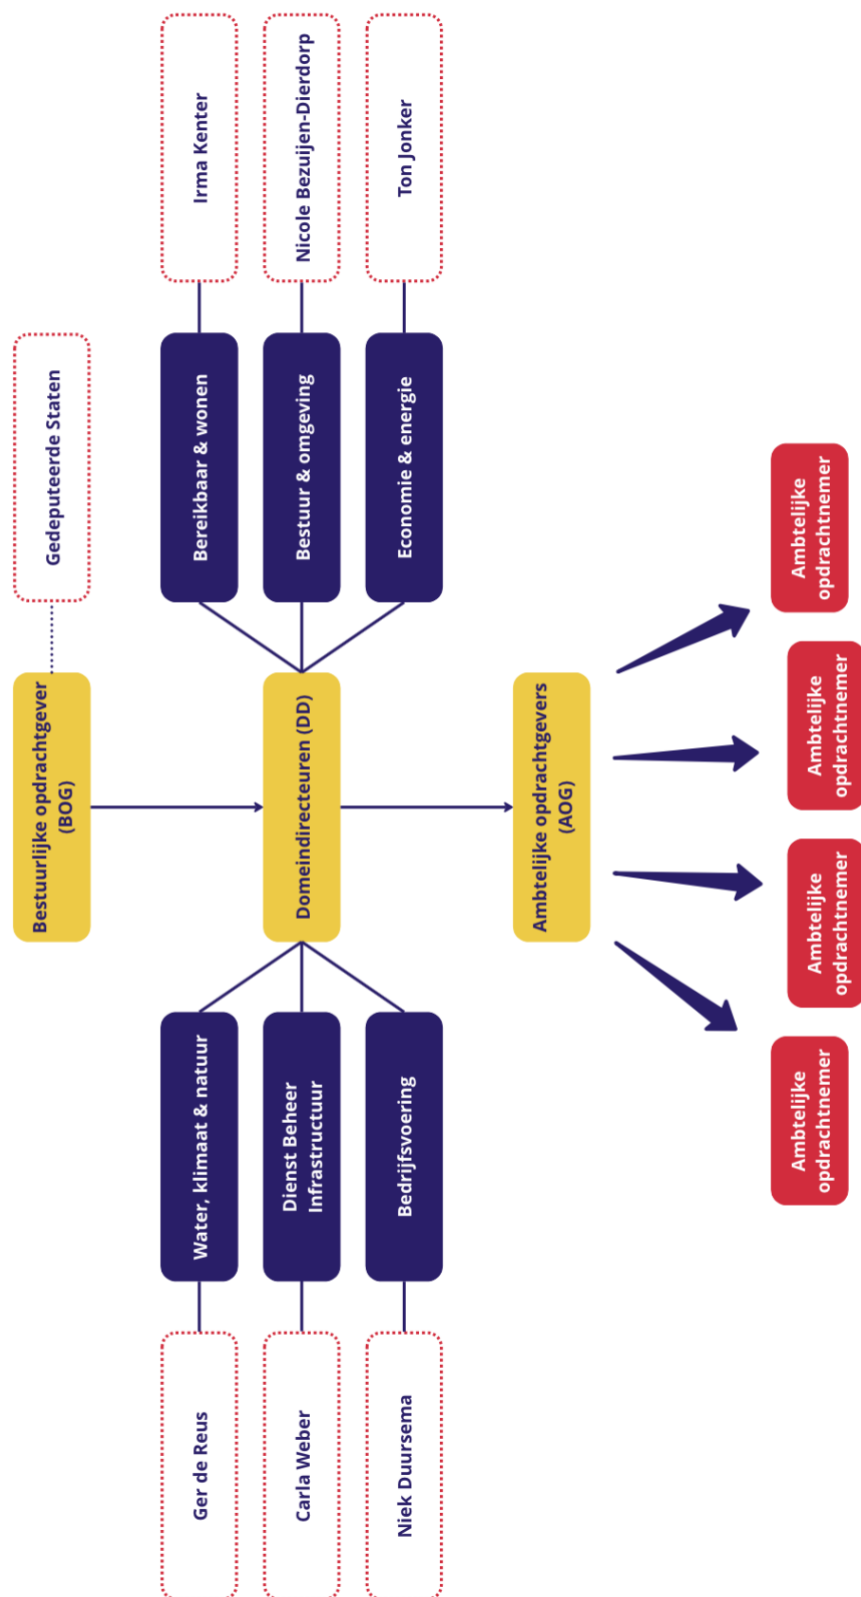 Bestuurlijke opdrachtgever
(BOG)
Gedeputeerde Staten
Ger de Reus
Water, klimaat & natuur
Bereikbaar & wonen
Irma Kenter
Carla Weber
Dienst Beheer
Infrastructuur
Domeindirecteuren (DD)
Bestuur & omgeving
Nicole Bezuijen-Dierdorp
Niek Duursema
Bedrijfsvoering
Economie & energie
Ton Jonker
Ambtelijke opdrachtgevers
(AOG)
Ambtelijke
opdrachtnemer
Ambtelijke
opdrachtnemer
Ambtelijke
opdrachtnemer
Ambtelijke
opdrachtnemer